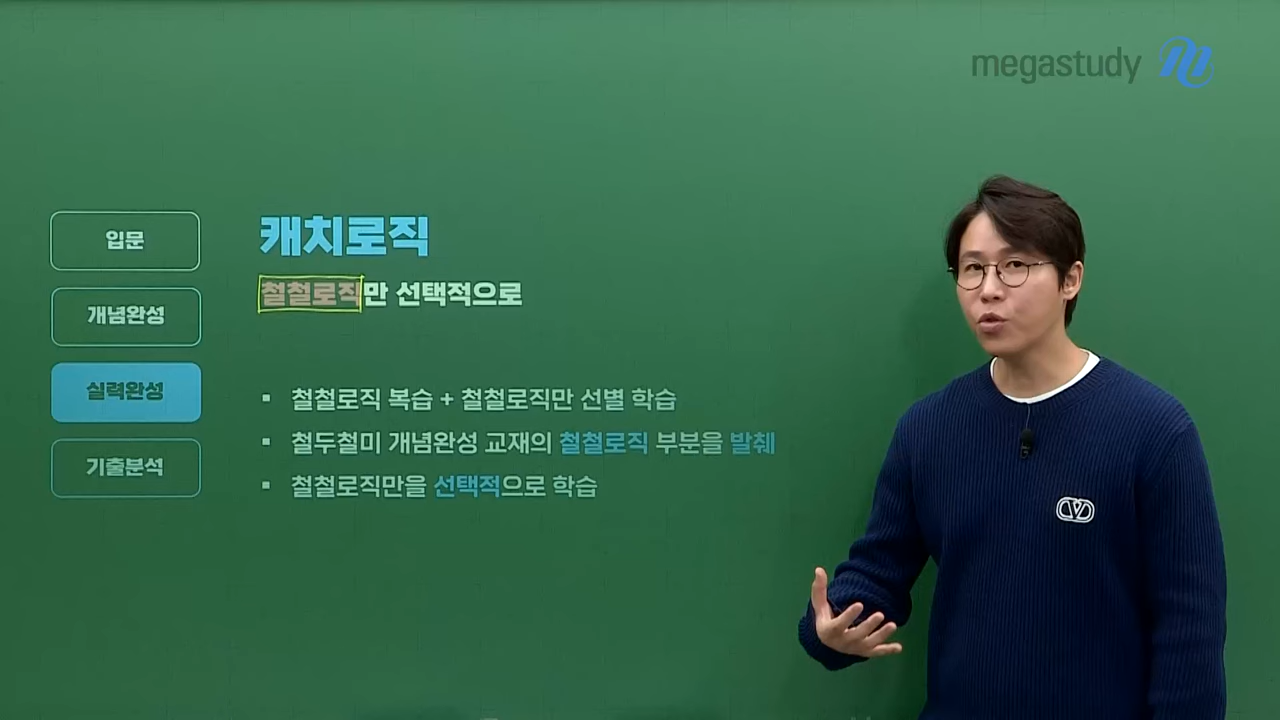 megastudy
입문
개념완성
실력완성
기출분석
캐치로직
철철로직만 선택적으로
▪ 철철로직 복습 + 철철로직만 선별 학습
▪ 철두철미 개념완성 교재의 철철로직 부분을 발췌
▪ 철철로직만을 선택적으로 학습